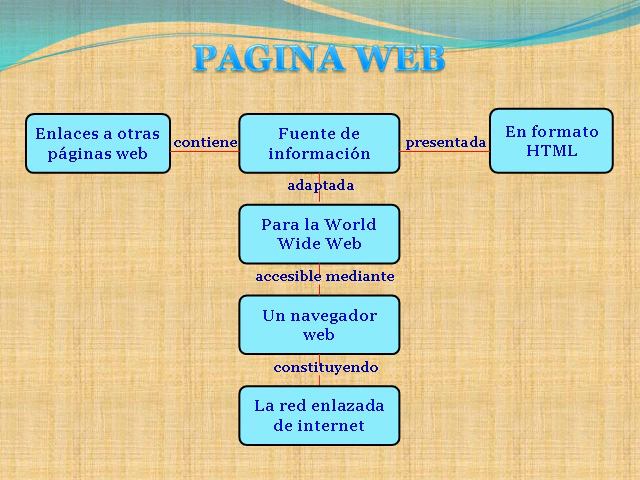 PAGINA WEB
Enlaces a otras
páginas web
contiene
Fuente de
información
presentada
En formato
HTML
adaptada
Para la World
Wide Web
accesible mediante
Un navegador
web
constituyendo
La red enlazada
de internet